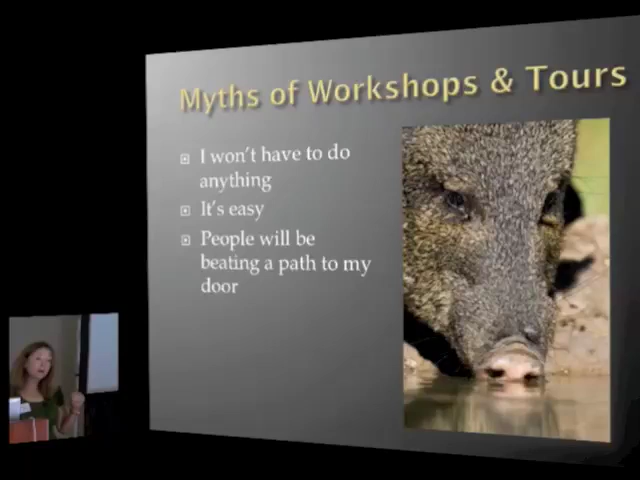 Myths of Workshops & Tours
I won't have to do
anything
It's easy
People will be
beating a path to my
door